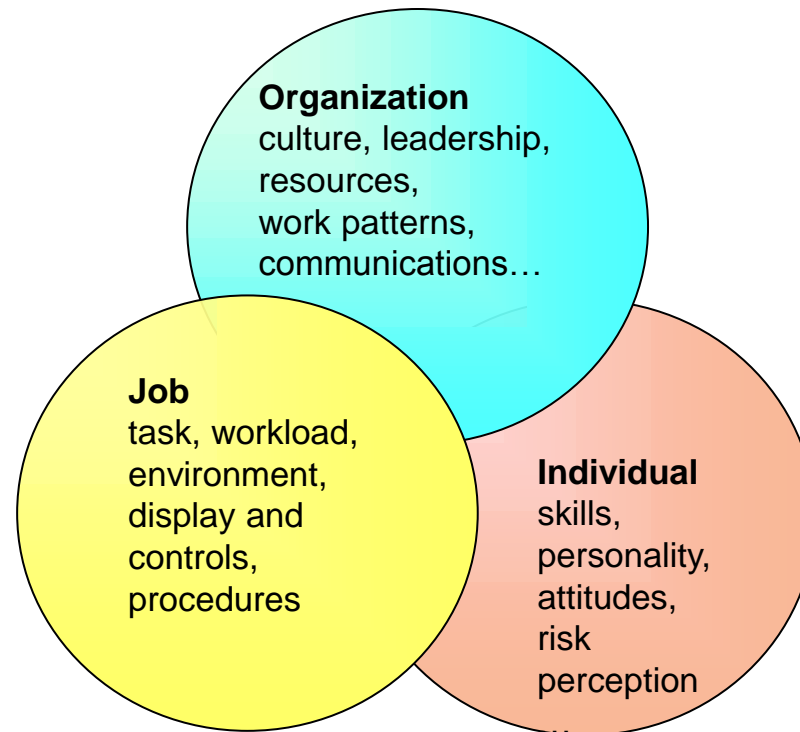 Organization
culture, leadership,
resources,
work patterns,
communications…
Job
task, workload,
environment,
display and
controls,
procedures
Individual
skills,
personality,
attitudes,
risk
perception